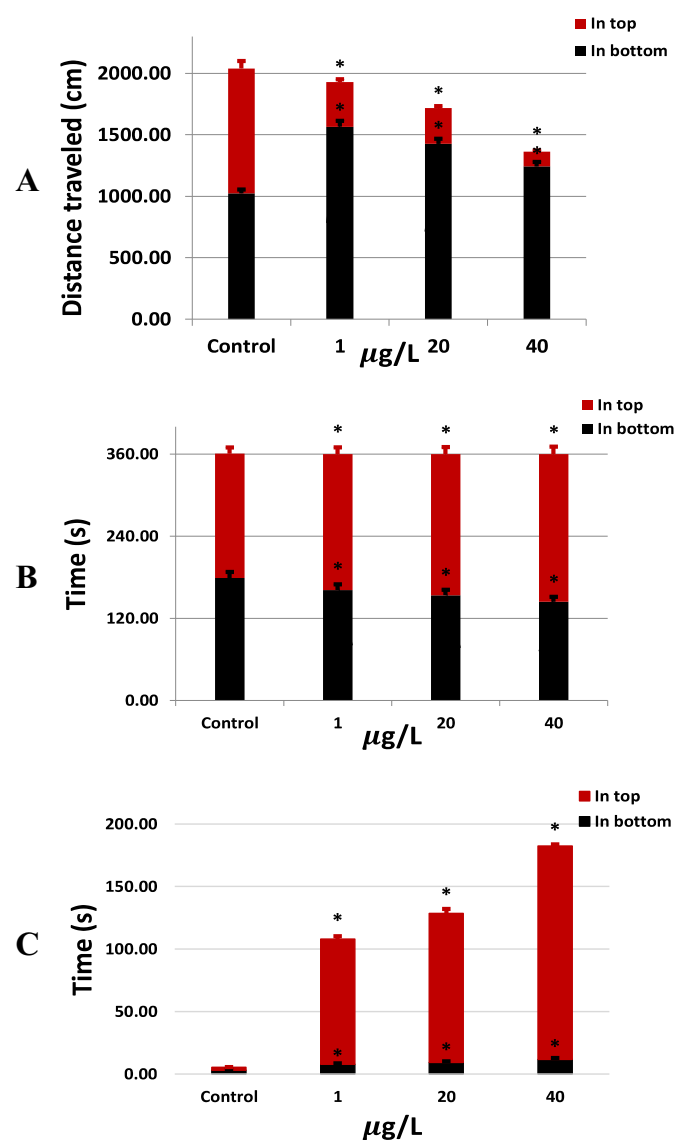 In top
In bottom
A
Distance traveled (cm)
2000.00
1500.00
1000.00
500.00
0.00
* * *
* * *
Control 1 20 40
μg/L
In top
In bottom
B
Time (s)
360.00
240.00
120.00
0.00
* * *
* * *
Control 1 20 40
μg/L
In top
In bottom
C
Time (s)
200.00
150.00
100.00
50.00
0.00
* * *
* * *
Control 1 20 40
μg/L